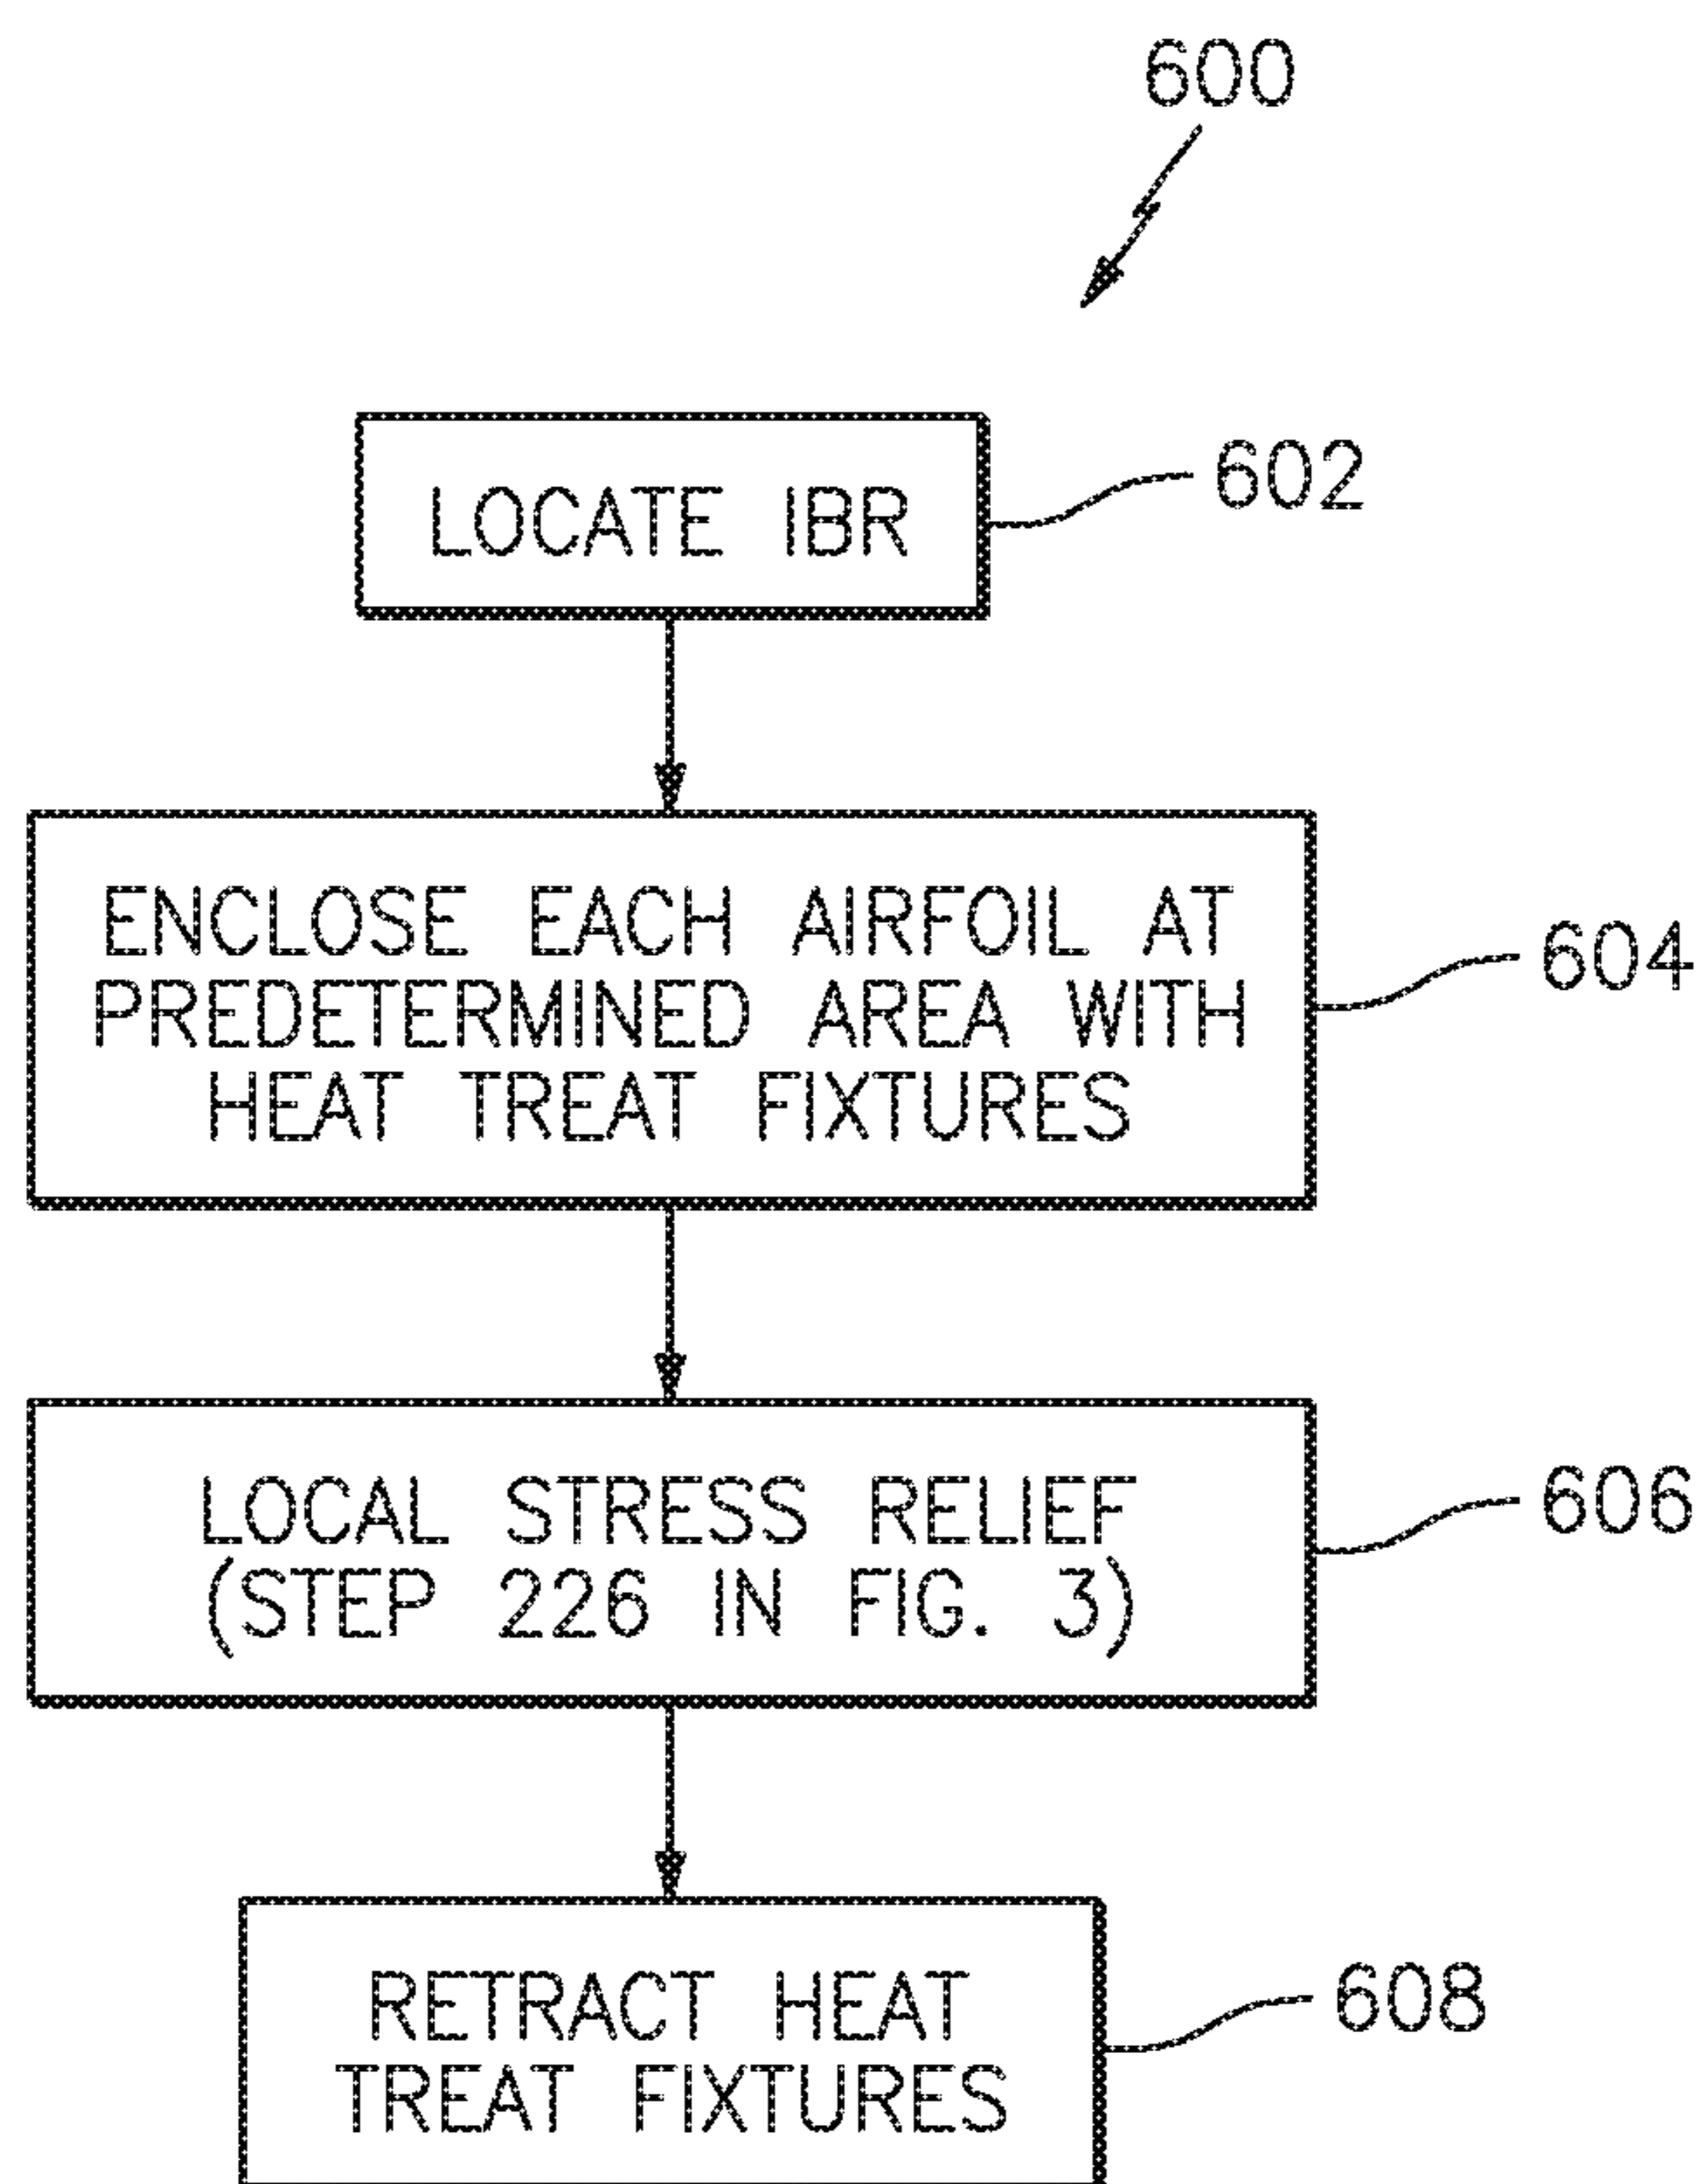 600
LOCATE IBR
602
ENCLOSE EACH AIRFOIL AT
PREDETERMINED AREA WITH
HEAT TREAT FIXTURES
604
LOCAL STRESS RELIEF
(STEP 226 IN FIG. 3)
606
RETRACT HEAT
TREAT FIXTURES
608